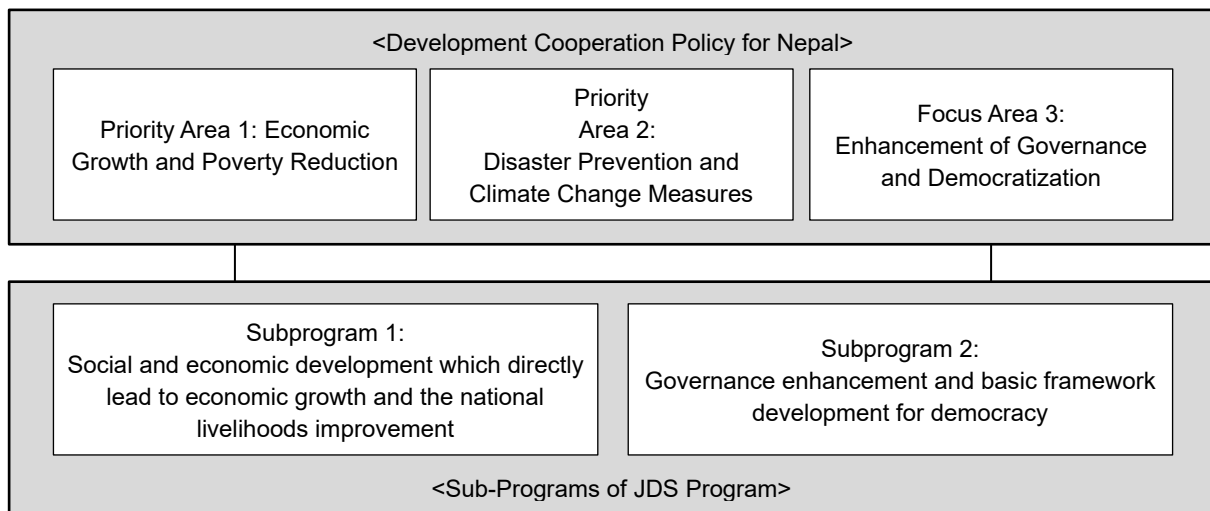 <Development Cooperation Policy for Nepal>
Priority Area 1: Economic
Growth and Poverty Reduction
Priority
Area 2:
Disaster Prevention and
Climate Change Measures
Focus Area 3:
Enhancement of Governance
and Democratization
Subprogram 1:
Social and economic development which directly
lead to economic growth and the national
livelihoods improvement
Subprogram 2:
Governance enhancement and basic framework
development for democracy
<Sub-Programs of JDS Program>